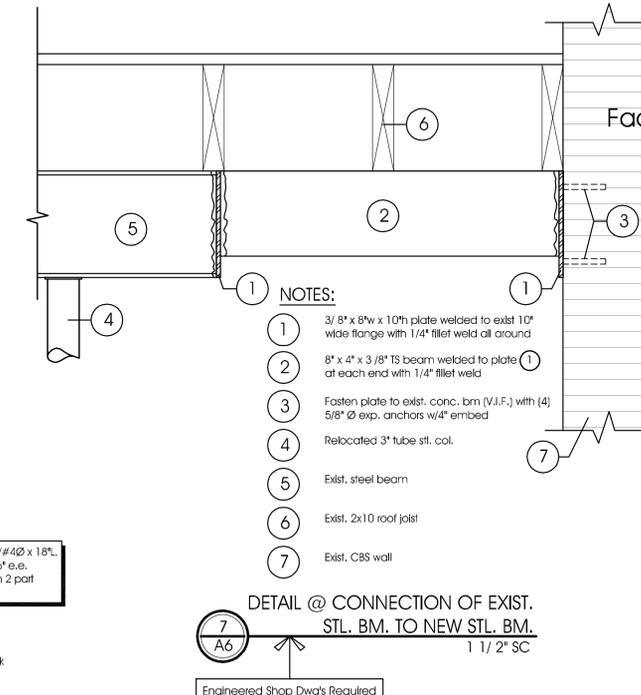 6
5
2
3
1
1
4
NOTES:
1
3/8" x 8"w x 10"h plate welded to exist 10"
wide flange with 1/4" fillet weld all around
2
8" x 4" x 3/8" TS beam welded to plate 1
at each end with 1/4" fillet weld
3
Fasten plate to exist. conc. bm (V.I.F.) with (4)
5/8" Ø exp. anchors w/4" embed
4
Relocated 3" tube stl. col.
7
5
Exist. steel beam
6
Exist. 2x10 roof joist
7
Exist. CBS wall
/#4Ø x 18"L.
" e.e.
2 part
DETAIL @ CONNECTION OF EXIST.
STL. BM. TO NEW STL. BM.
7
A6
1 1/2" SC
Engineered Shop Dwg's Required